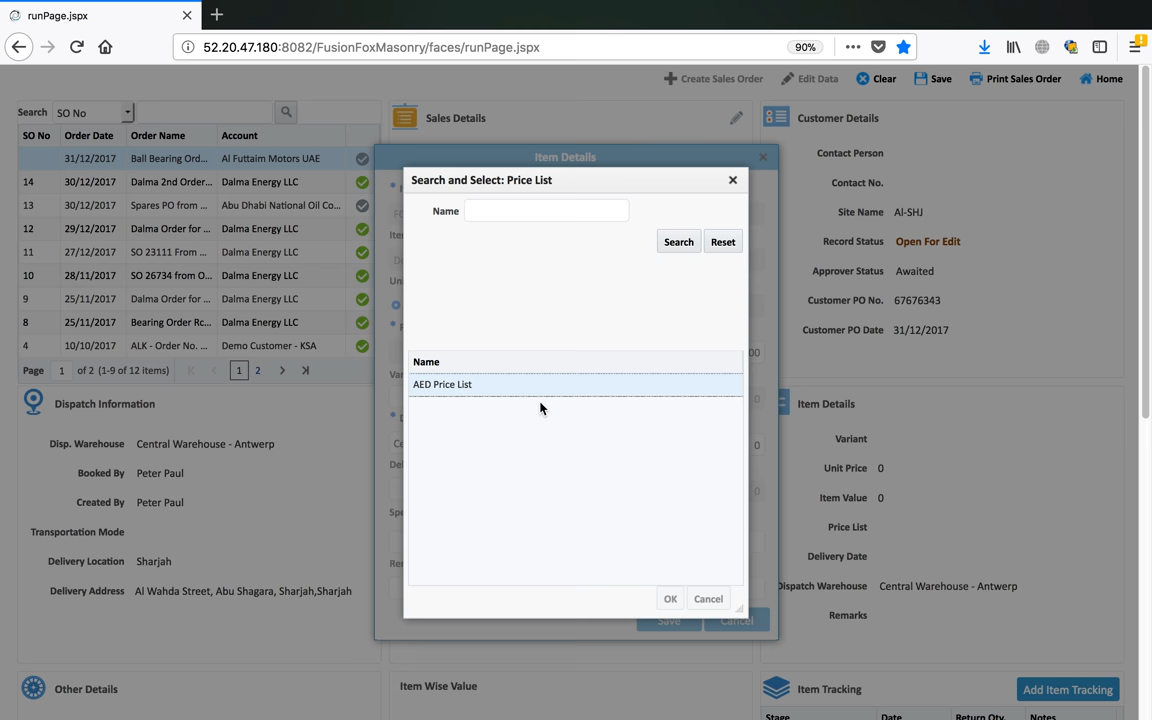 runPage.jspx
52.20.47.180:8082/FusionFoxMasonry/faces/runPage.jspx
90%
Create Sales Order
Edit Data
Clear
Save
Print Sales Order
Home
Search SO No
SO No Order Date Order Name Account
31/12/2017 Ball Bearing Ord... Al Futtaim Motors UAE
14 30/12/2017 Dalma 2nd Order... Dalma Energy LLC
13 30/12/2017 Spares PO from ... Abu Dhabi National Oil Co...
12 29/12/2017 Dalma Order for ... Dalma Energy LLC
11 27/12/2017 SO 23111 From ... Dalma Energy LLC
10 28/11/2017 SO 26734 from O... Dalma Energy LLC
9 25/11/2017 Dalma Order for ... Dalma Energy LLC
8 25/11/2017 Bearing Order Rc... Dalma Energy LLC
4 10/10/2017 ALK - Order No. ... Demo Customer - KSA
Page 1 of 2 (1-9 of 12 items) 1 2
Sales Details
Customer Details
Contact Person
Contact No.
Site Name Al-SHJ
Record Status Open For Edit
Approver Status Awaited
Customer PO No. 67676343
Customer PO Date 31/12/2017
Item Details
Search and Select: Price List
Name
Search
Reset
Name
AED Price List
OK
Cancel
Save
Cancel
Dispatch Information
Disp. Warehouse Central Warehouse - Antwerp
Booked By Peter Paul
Created By Peter Paul
Transportation Mode
Delivery Location Sharjah
Delivery Address Al Wahda Street, Abu Shagara, Sharjah,Sharjah
Item Details
Variant
Unit Price 0
Item Value 0
Price List
Delivery Date
Dispatch Warehouse Central Warehouse - Antwerp
Remarks
Other Details
Item Wise Value
Item Tracking
Add Item Tracking
Stage Date Return Qty. Notes